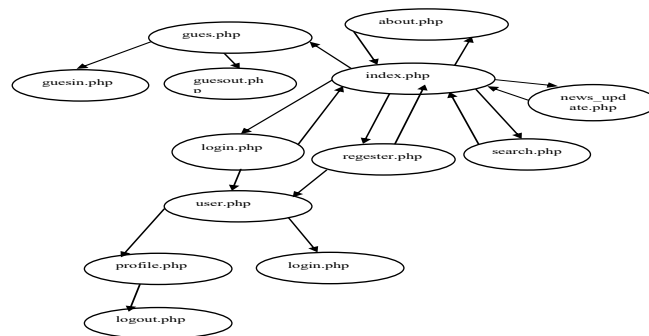 about.php
gues.php
index.php
guesin.php
guesout.ph
p
news_upd
ate.php
login.php
regester.php
search.php
user.php
profile.php
login.php
logout.php